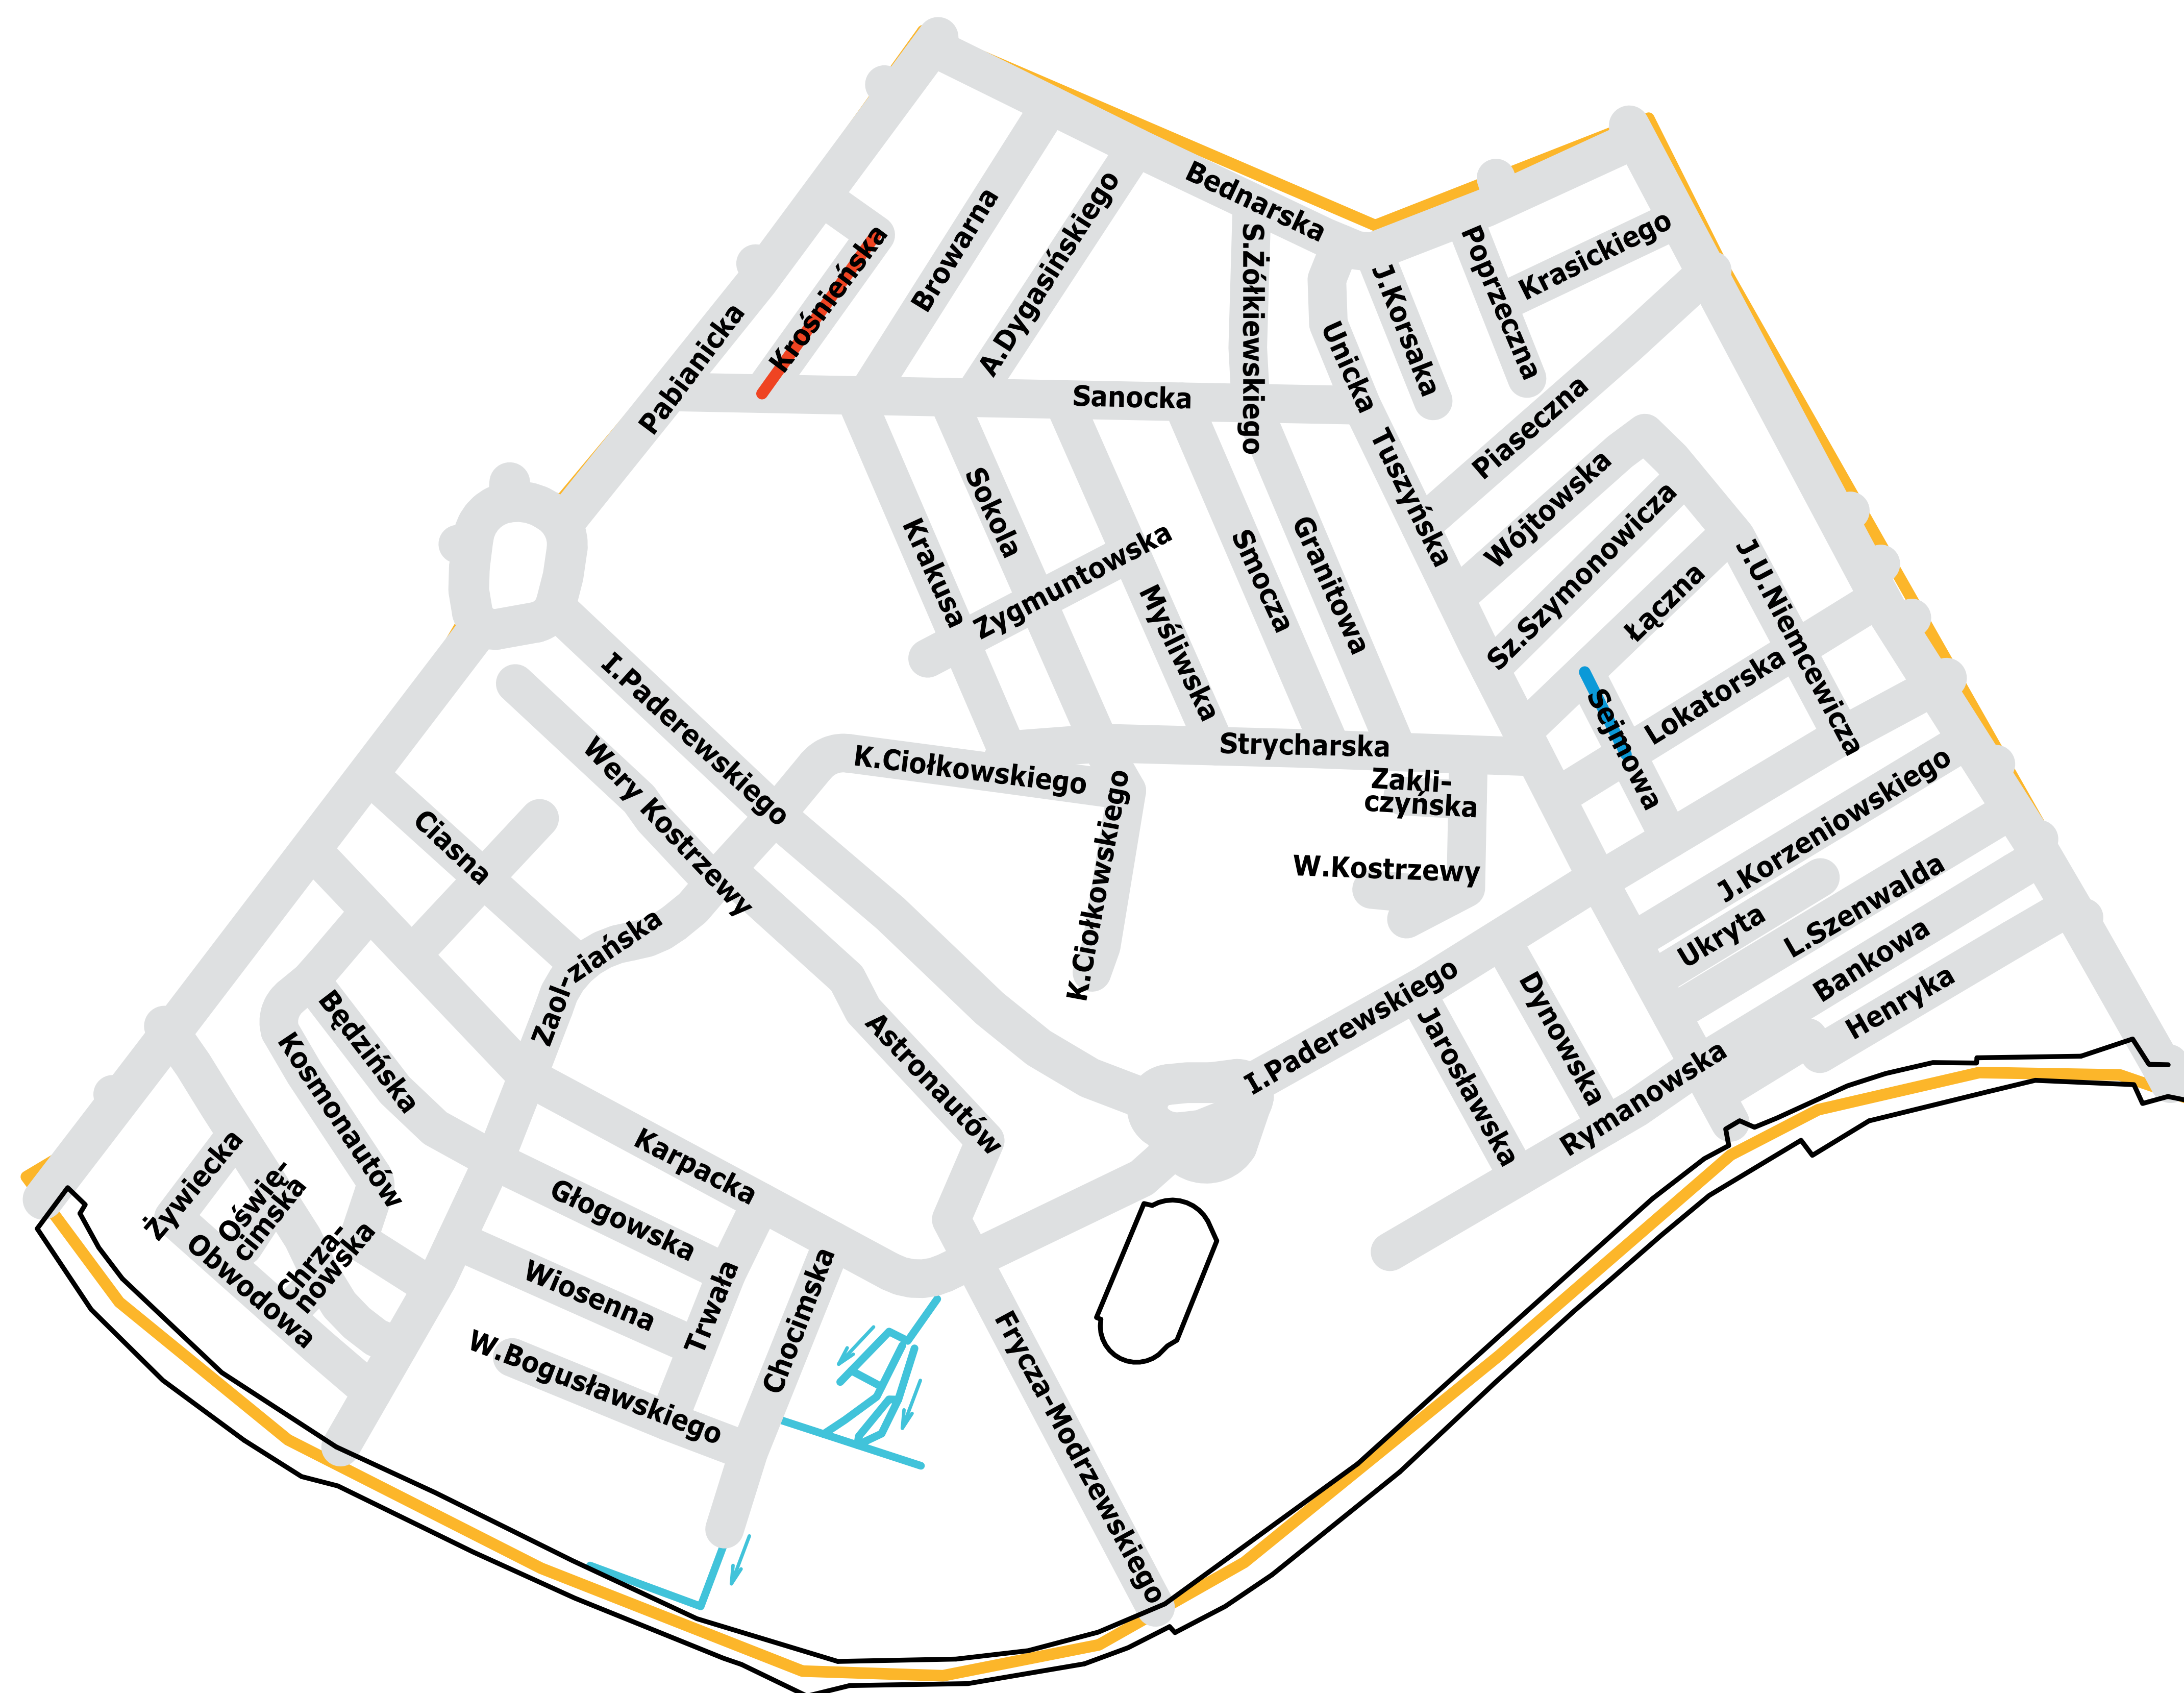 Bednarska
Krasickiego
Poprzeczna
J.Korsaka
S.Żółkiewskiego
Browarna
A.Dygasińskiego
Krośnieńska
Pabianicka
Sanocka
Unicka
Tuszyńska
Piaseczna
Wójtowska
Sz.Szymonowicza
Łączna
J.U.Niemcewicza
Lokatorska
Sejmowa
Sokola
Krakusa
Zygmuntowska
Myśliwska
Smocza
Granitowa
Strycharska
K.Ciołkowskiego
K.Ciołkowskiego
Zakli-
czyńska
W.Kostrzewy
I.Paderewskiego
Wery Kostrzewy
Ciasna
Zaol-ziańska
J.Korzeniowskiego
Ukryta
L.Szenwalda
Bankowa
Henryka
I.Paderewskiego
Dynowska
Jarosławska
Rymanowska
Astronautów
Będzińska
Kosmonautów
Karpacka
Głogowska
Wiosenna
Trwała
Chocimska
W.Bogusławskiego
Żywiecka
Oświę-
cimska
Chrza-
nowska
Obwodowa
Frycza-Modrzewskiego